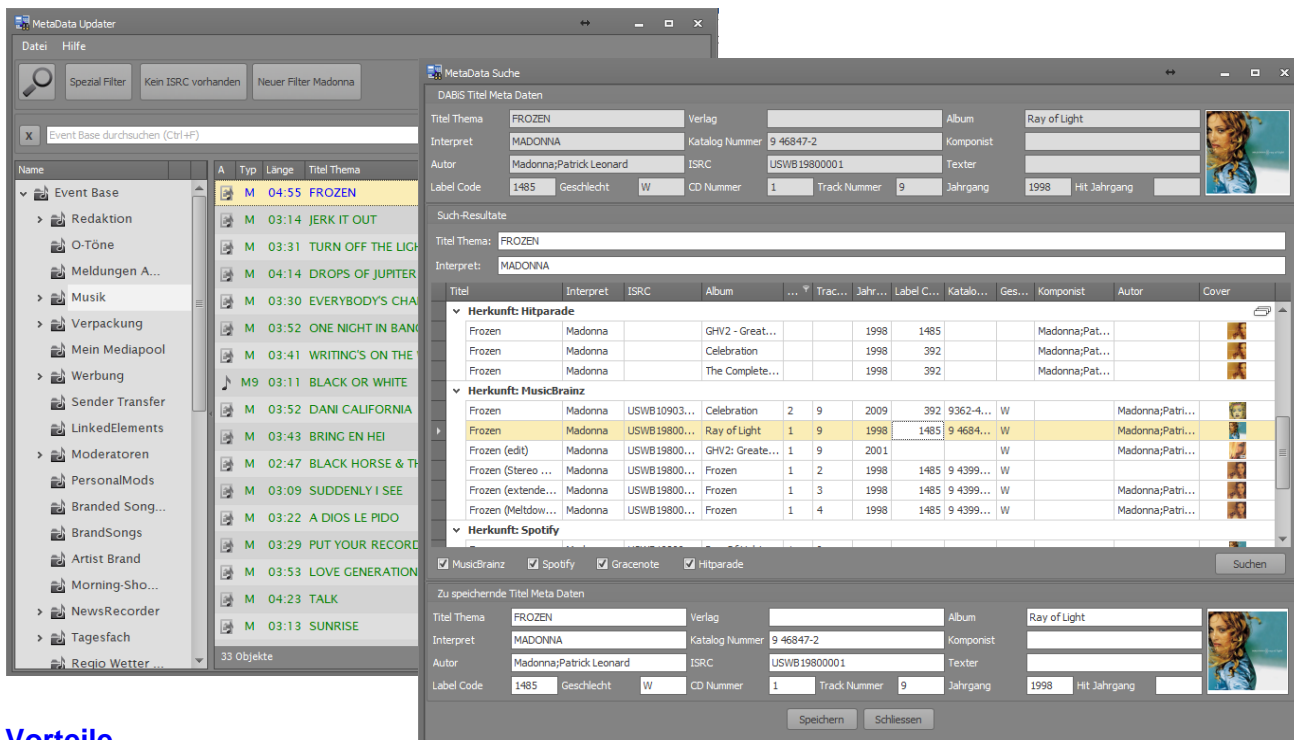 MetaData Updater
Datei Hilfe
Spezial Filter Kein ISRC vorhanden Neuer Filter Madonna
x Event Base durchsuchen (Ctrl+F)
Name
Event Base
Redaktion
O-Töne
Meldungen A...
Musik
Verpackung
Mein Mediapool
Werbung
Sender Transfer
LinkedElements
Moderatoren
PersonalMods
Branded Song...
BrandSongs
Artist Brand
Morning-Sho...
NewsRecorder
Tagesfach
Regio Wetter ...
A Typ Länge Titel Thema
M 04:55 FROZEN
M 03:14 JERK IT OUT
M 03:31 TURN OFF THE LIGH
M 04:14 DROPS OF JUPITER
M 03:30 EVERYBODY'S CHA
M 03:52 ONE NIGHT IN BANG
M 03:41 WRITING'S ON THE
M9 03:11 BLACK OR WHITE
M 03:52 DANI CALIFORNIA
M 03:43 BRING EN HEI
M 02:47 BLACK HORSE & TH
M 03:09 SUDDENLY I SEE
M 03:22 A DIOS LE PIDO
M 03:29 PUT YOUR RECORD
M 03:53 LOVE GENERATION
M 04:23 TALK
M 03:13 SUNRISE
33 Objekte
MetaData Suche
DABiS Titel Meta Daten
Titel Thema FROZEN Verlag Album Ray of Light
Interpret MADONNA Katalog Nummer 9 46847-2 Komponist
Autor Madonna;Patrick Leonard ISRC USWB19800001 Texter
Label Code 1485 Geschlecht W CD Nummer 1 Track Nummer 9 Jahrgang 1998 Hit Jahrgang
Such-Resultate
Titel Thema: FROZEN
Interpret: MADONNA
Titel Interpret ISRC Album ... Trac... Jahr... Label C... Katalo... Ges... Komponist Autor Cover
Herkunft: Hitparade
Frozen Madonna GHV2 - Great... 1998 1485 Madonna;Pat...
Frozen Madonna Celebration 1998 392 Madonna;Pat...
Frozen Madonna The Complete... 1998 392 Madonna;Pat...
Herkunft: MusicBrainz
Frozen Madonna USWB10903... Celebration 2 9 2009 392 9362-4... W Madonna;Patri...
Frozen Madonna USWB19800... Ray of Light 1 9 1998 1485 9 4684... W Madonna;Patri...
Frozen (edit) Madonna USWB19800... GHV2: Greate... 1 9 2001 W Madonna;Patri...
Frozen (Stereo ... Madonna USWB19800... Frozen 1 2 1998 1485 9 4399... W
Frozen (extende... Madonna USWB19800... Frozen 1 3 1998 1485 9 4399... W Madonna;Patri...
Frozen (Meltdow... Madonna USWB19800... Frozen 1 4 1998 1485 9 4399... W Madonna;Patri...
Herkunft: Spotify
MusicBrainz Spotify Gracenote Hitparade Suchen
Zu speichernde Titel Meta Daten
Titel Thema FROZEN Verlag Album Ray of Light
Interpret MADONNA Katalog Nummer 9 46847-2 Komponist
Autor Madonna;Patrick Leonard ISRC USWB19800001 Texter
Label Code 1485 Geschlecht W CD Nummer 1 Track Nummer 9 Jahrgang 1998 Hit Jahrgang
Speichern Schliessen
Vorteile